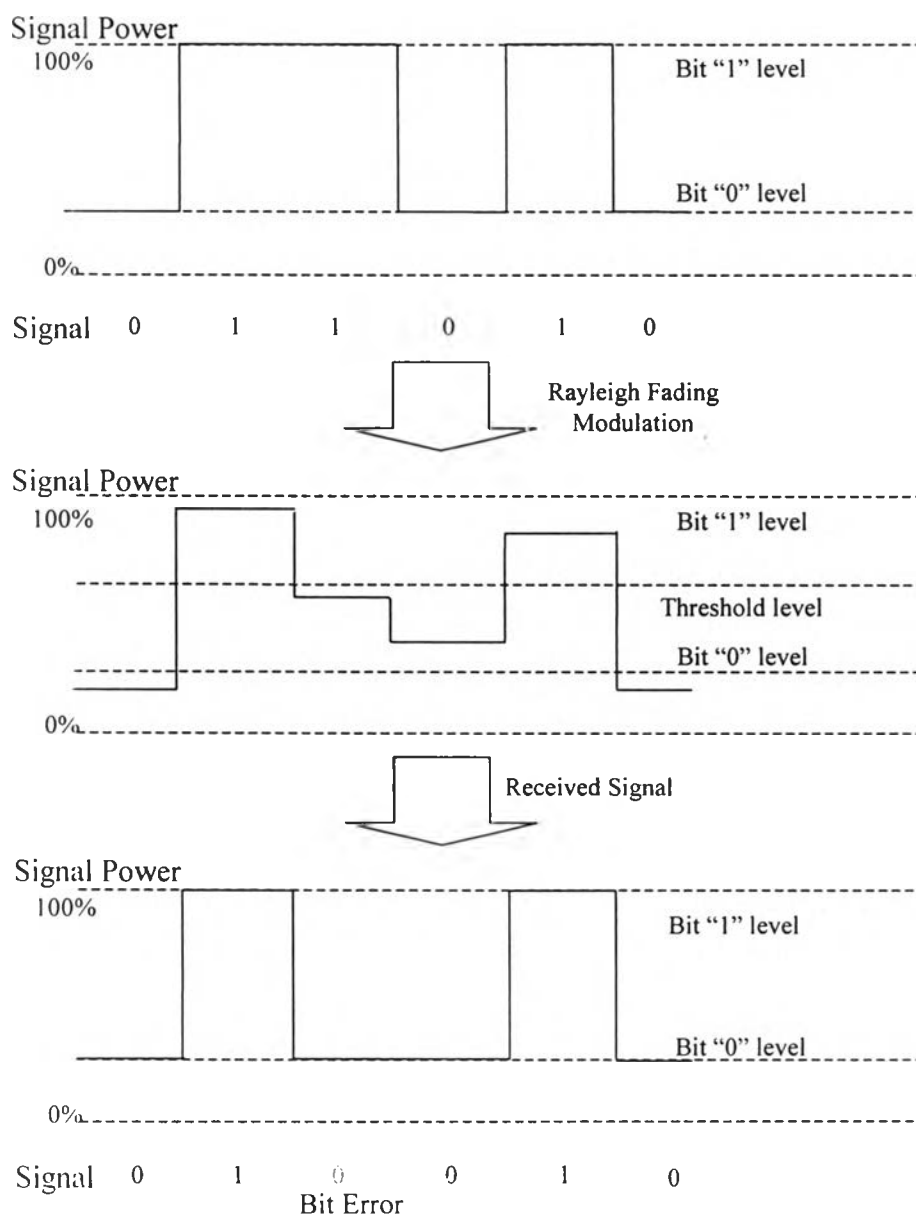 Signal Power
100%
Bit “1” level
Bit “0” level
0%
Signal 0 1 1 0 1 0
Rayleigh Fading
Modulation
Signal Power
100%
Bit “1” level
Threshold level
Bit “0” level
0%
Received Signal
Signal Power
100%
Bit “1” level
Bit “0” level
0%
Signal 0 1 0 0 1 0
Bit Error